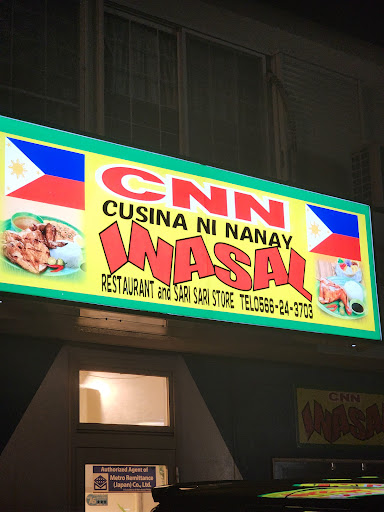 CNN
CUSINA NI NANAY
INASAL
RESTAURANT and SARI SARI STORE TEL0566-24-3703
CNN
INASAL
Authorized Agent of
Metro Remittance
(Japan) Co., Ltd.